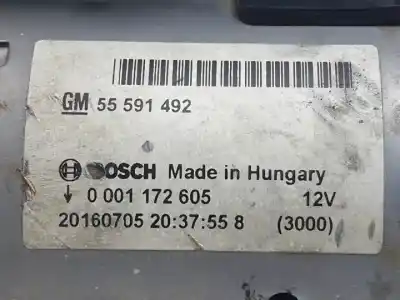 GM 55 591 492
BOSCH Made in Hungary
0 001 172 605 12V
20160705 20:37:55 8 (3000)